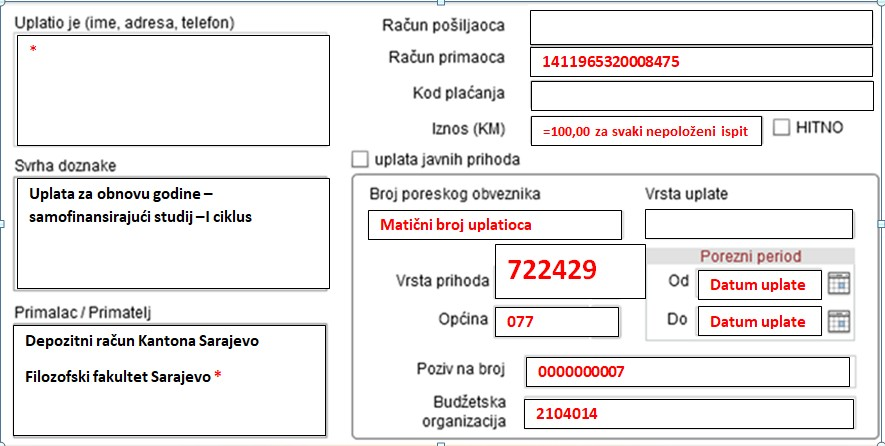 Uplatio je (ime, adresa, telefon)
*
Svrha doznake
Uplata za obnovu godine –
samofinansirajući studij –I ciklus
Primalac / Primatelj
Depozitni račun Kantona Sarajevo
Filozofski fakultet Sarajevo *
Račun pošiljaoca
Račun primaoca
1411965320008475
Kod plaćanja
Iznos (KM)
=100,00 za svaki nepoloženi ispit
HITNO
uplata javnih prihoda
Broj poreskog obveznika
Matični broj uplatioca
Vrsta uplate
Vrsta prihoda
722429
Porezni period
Od
Datum uplate
Općina
077
Do
Datum uplate
Poziv na broj
0000000007
Budžetska
organizacija
2104014